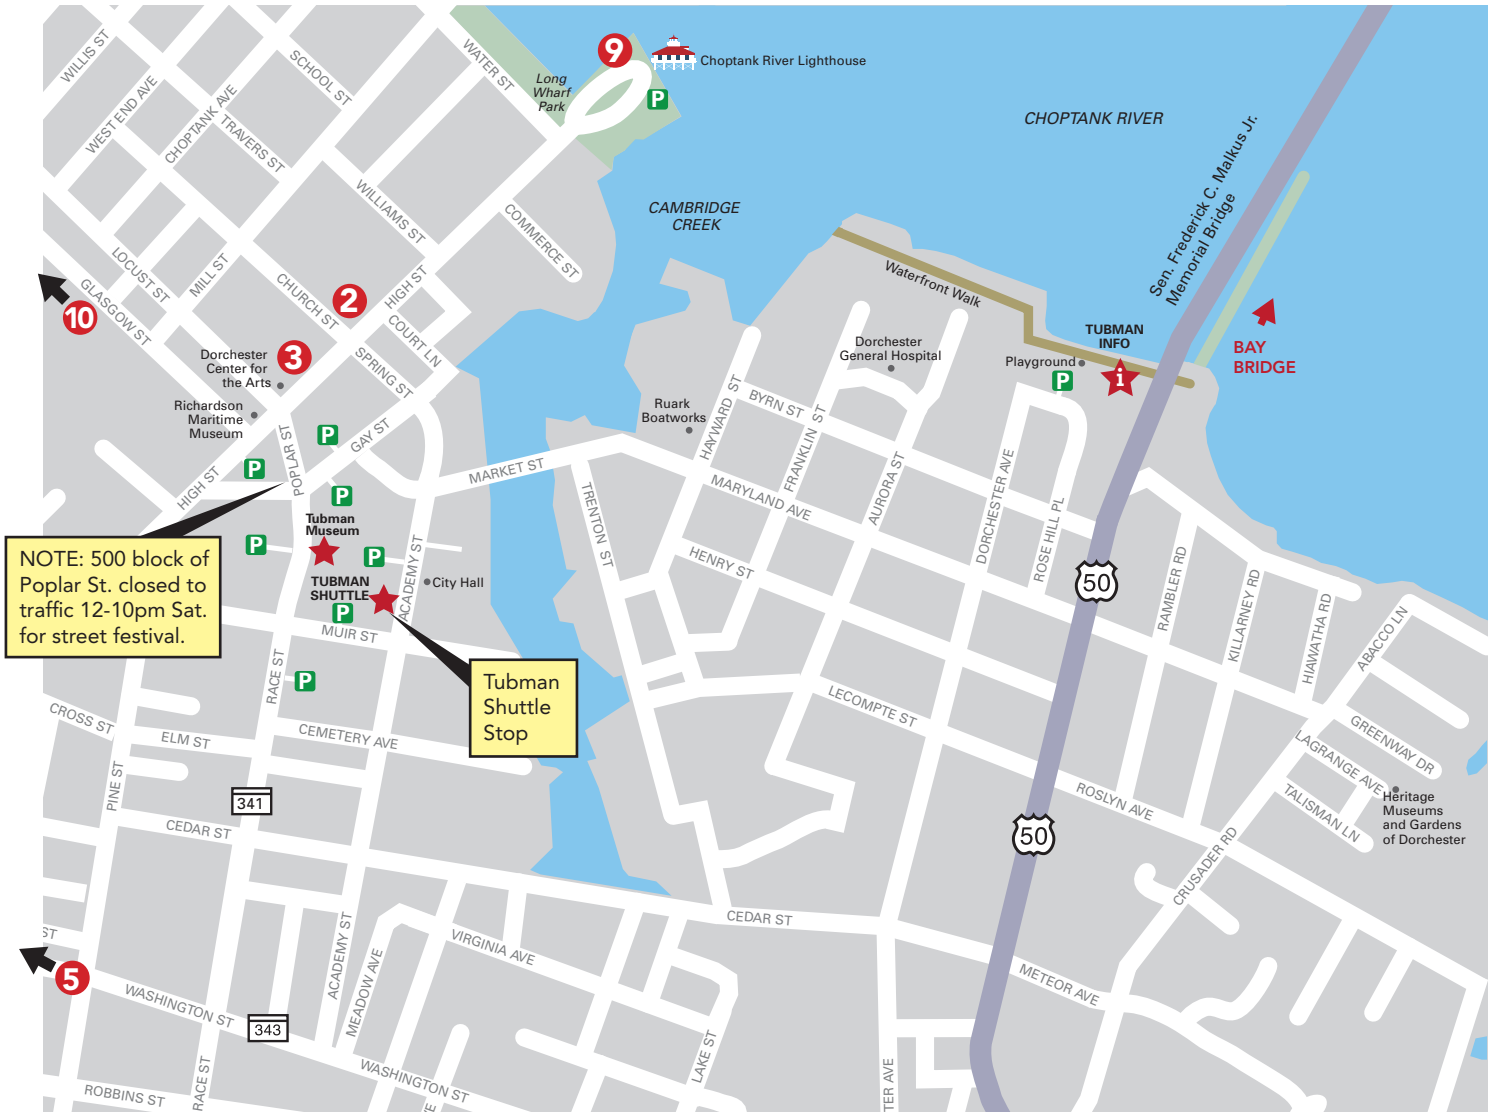 WILLIS ST
WEST END AVE
CHOPTANK AVE
SCHOOL ST
TRAVERS ST
WATER ST
Long
Wharf
Park
9
Choptank River Lighthouse
P
CHOPTANK RIVER
Sen. Frederick C. Malkus Jr.
Memorial Bridge
WILLIAMS ST
COMMERCE ST
CAMBRIDGE
CREEK
LOCUST ST
MILL ST
GLASGOW ST
10
CHURCH ST
2
HIGH ST
COURT LN
SPRING ST
Waterfront Walk
TUBMAN
INFO
i
Playground
P
BAY
BRIDGE
Dorchester
General Hospital
Dorchester
Center for
the Arts
3
Richardson
Maritime
Museum
Ruark
Boatworks
HAYWARD ST
BYRN ST
FRANKLIN ST
AURORA ST
DORCHESTER AVE
ROSE HILL PL
POPLAR ST
GAY ST
P
P
P
HIGH ST
MARKET ST
TRENTON ST
MARYLAND AVE
HENRY ST
Tubman
Museum
P
P
TUBMAN
SHUTTLE
P
ACADEMY ST
City Hall
NOTE: 500 block of
Poplar St. closed to
traffic 12-10pm Sat.
for street festival.
MUIR ST
RACE ST
P
Tubman
Shuttle
Stop
50
RAMBLER RD
KILLARNEY RD
HIAWATHA RD
ABACCO LN
LECOMPTE ST
CROSS ST
ELM ST
CEMETERY AVE
GREENWAY DR
LAGRANGE AVE
TALISMAN LN
Heritage
Museums
and Gardens
of Dorchester
PINE ST
341
CEDAR ST
50
ROSLYN AVE
CRUSADER RD
CEDAR ST
ST
5
ACADEMY ST
MEADOW AVE
VIRGINIA AVE
METEOR AVE
WASHINGTON ST
343
WASHINGTON ST
LAKE ST
ROBBINS ST
RACE ST
E
TER AVE